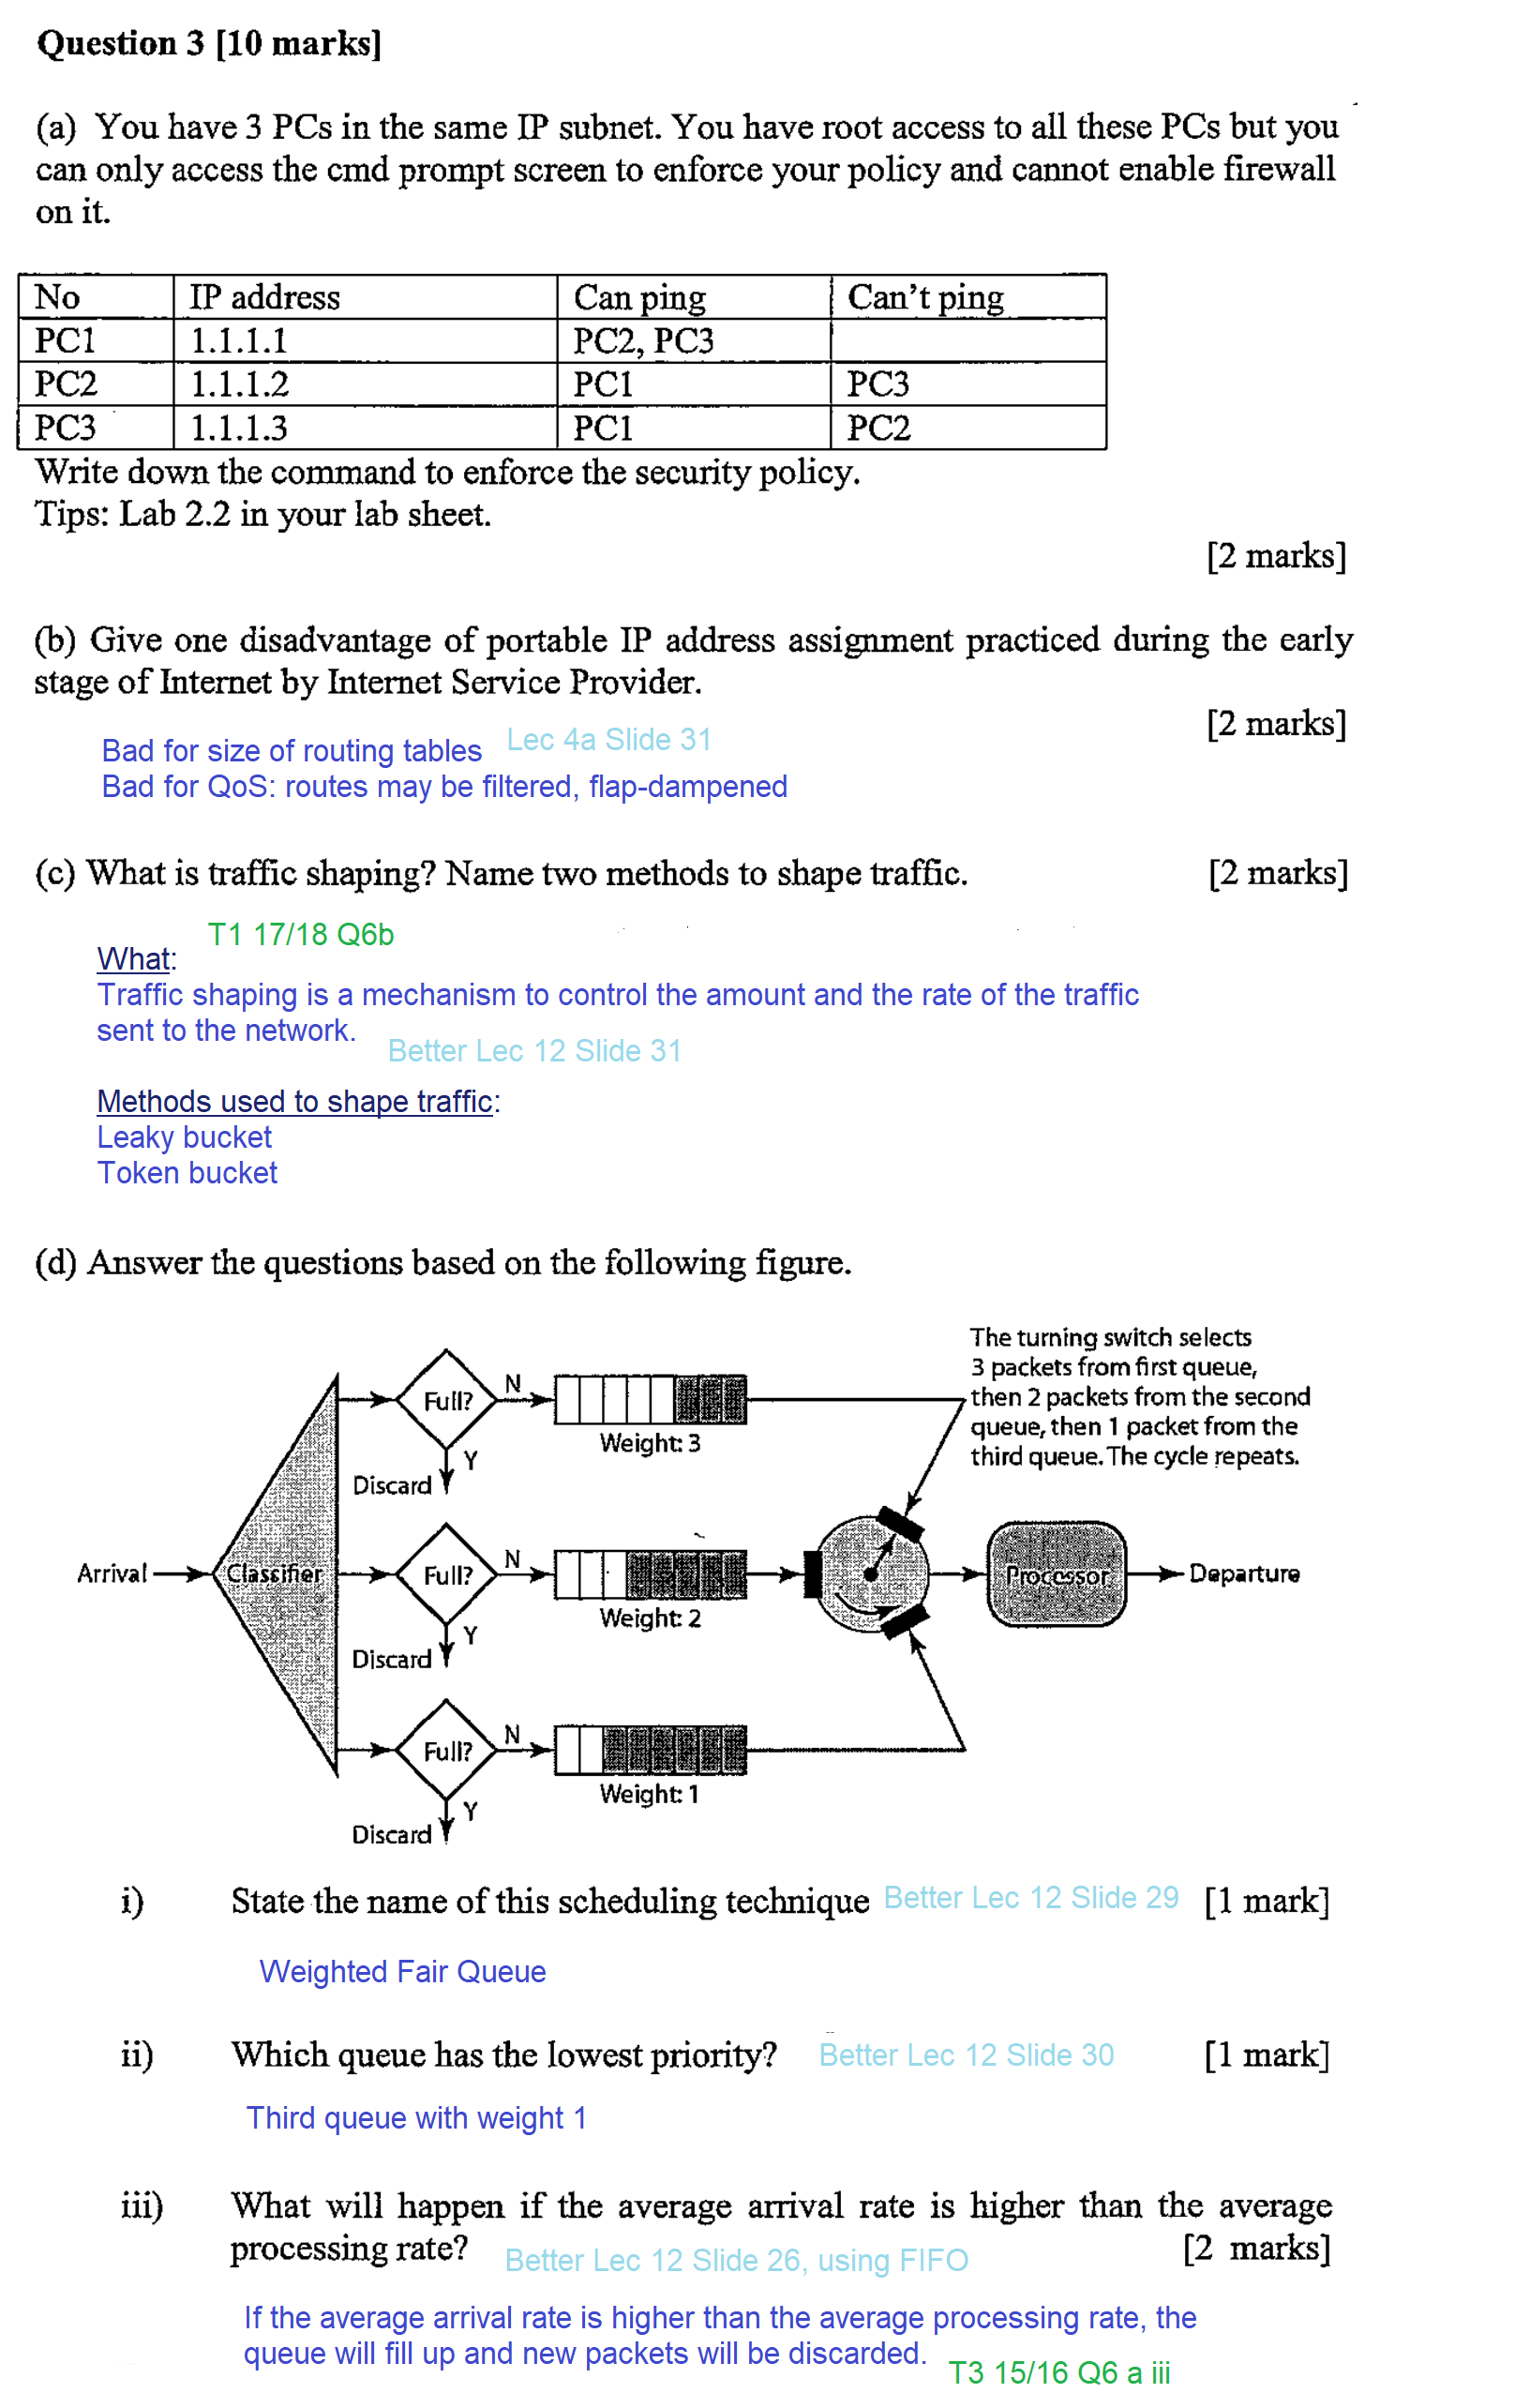 Question 3 [10 marks]
(a) You have 3 PCs in the same IP subnet. You have root access to all these PCs but you
can only access the cmd prompt screen to enforce your policy and cannot enable firewall
on it.
No IP address Can ping Can't ping
PC1 1.1.1.1 PC2, PC3
PC2 1.1.1.2 PC1 PC3
PC3 1.1.1.3 PC1 PC2
Write down the command to enforce the security policy.
Tips: Lab 2.2 in your lab sheet.
[2 marks]
(b) Give one disadvantage of portable IP address assignment practiced during the early
stage of Internet by Internet Service Provider.
[2 marks]
Bad for size of routing tables Lec 4a Slide 31
Bad for QoS: routes may be filtered, flap-dampened
(c) What is traffic shaping? Name two methods to shape traffic. [2 marks]
T1 17/18 Q6b
What:
Traffic shaping is a mechanism to control the amount and the rate of the traffic
sent to the network.
Better Lec 12 Slide 31
Methods used to shape traffic:
Leaky bucket
Token bucket
(d) Answer the questions based on the following figure.
The turning switch selects
3 packets from first queue,
then 2 packets from the second
queue, then 1 packet from the
third queue. The cycle repeats.
Full? N
Weight: 3
Y
Discard
Arrival Classifier Full? N Processor Departure
Weight: 2
Y
Discard
Full? N
Weight: 1
Y
Discard
i) State the name of this scheduling technique Better Lec 12 Slide 29 [1 mark]
Weighted Fair Queue
ii) Which queue has the lowest priority? Better Lec 12 Slide 30 [1 mark]
Third queue with weight 1
iii) What will happen if the average arrival rate is higher than the average
processing rate? Better Lec 12 Slide 26, using FIFO [2 marks]
If the average arrival rate is higher than the average processing rate, the
queue will fill up and new packets will be discarded.
T3 15/16 Q6 a iii